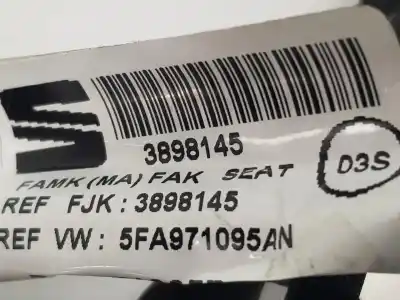 3898145
FAMK (MA) FAK SEAT
D3S
REF FJK: 3898145
REF VW: 5FA971095AN